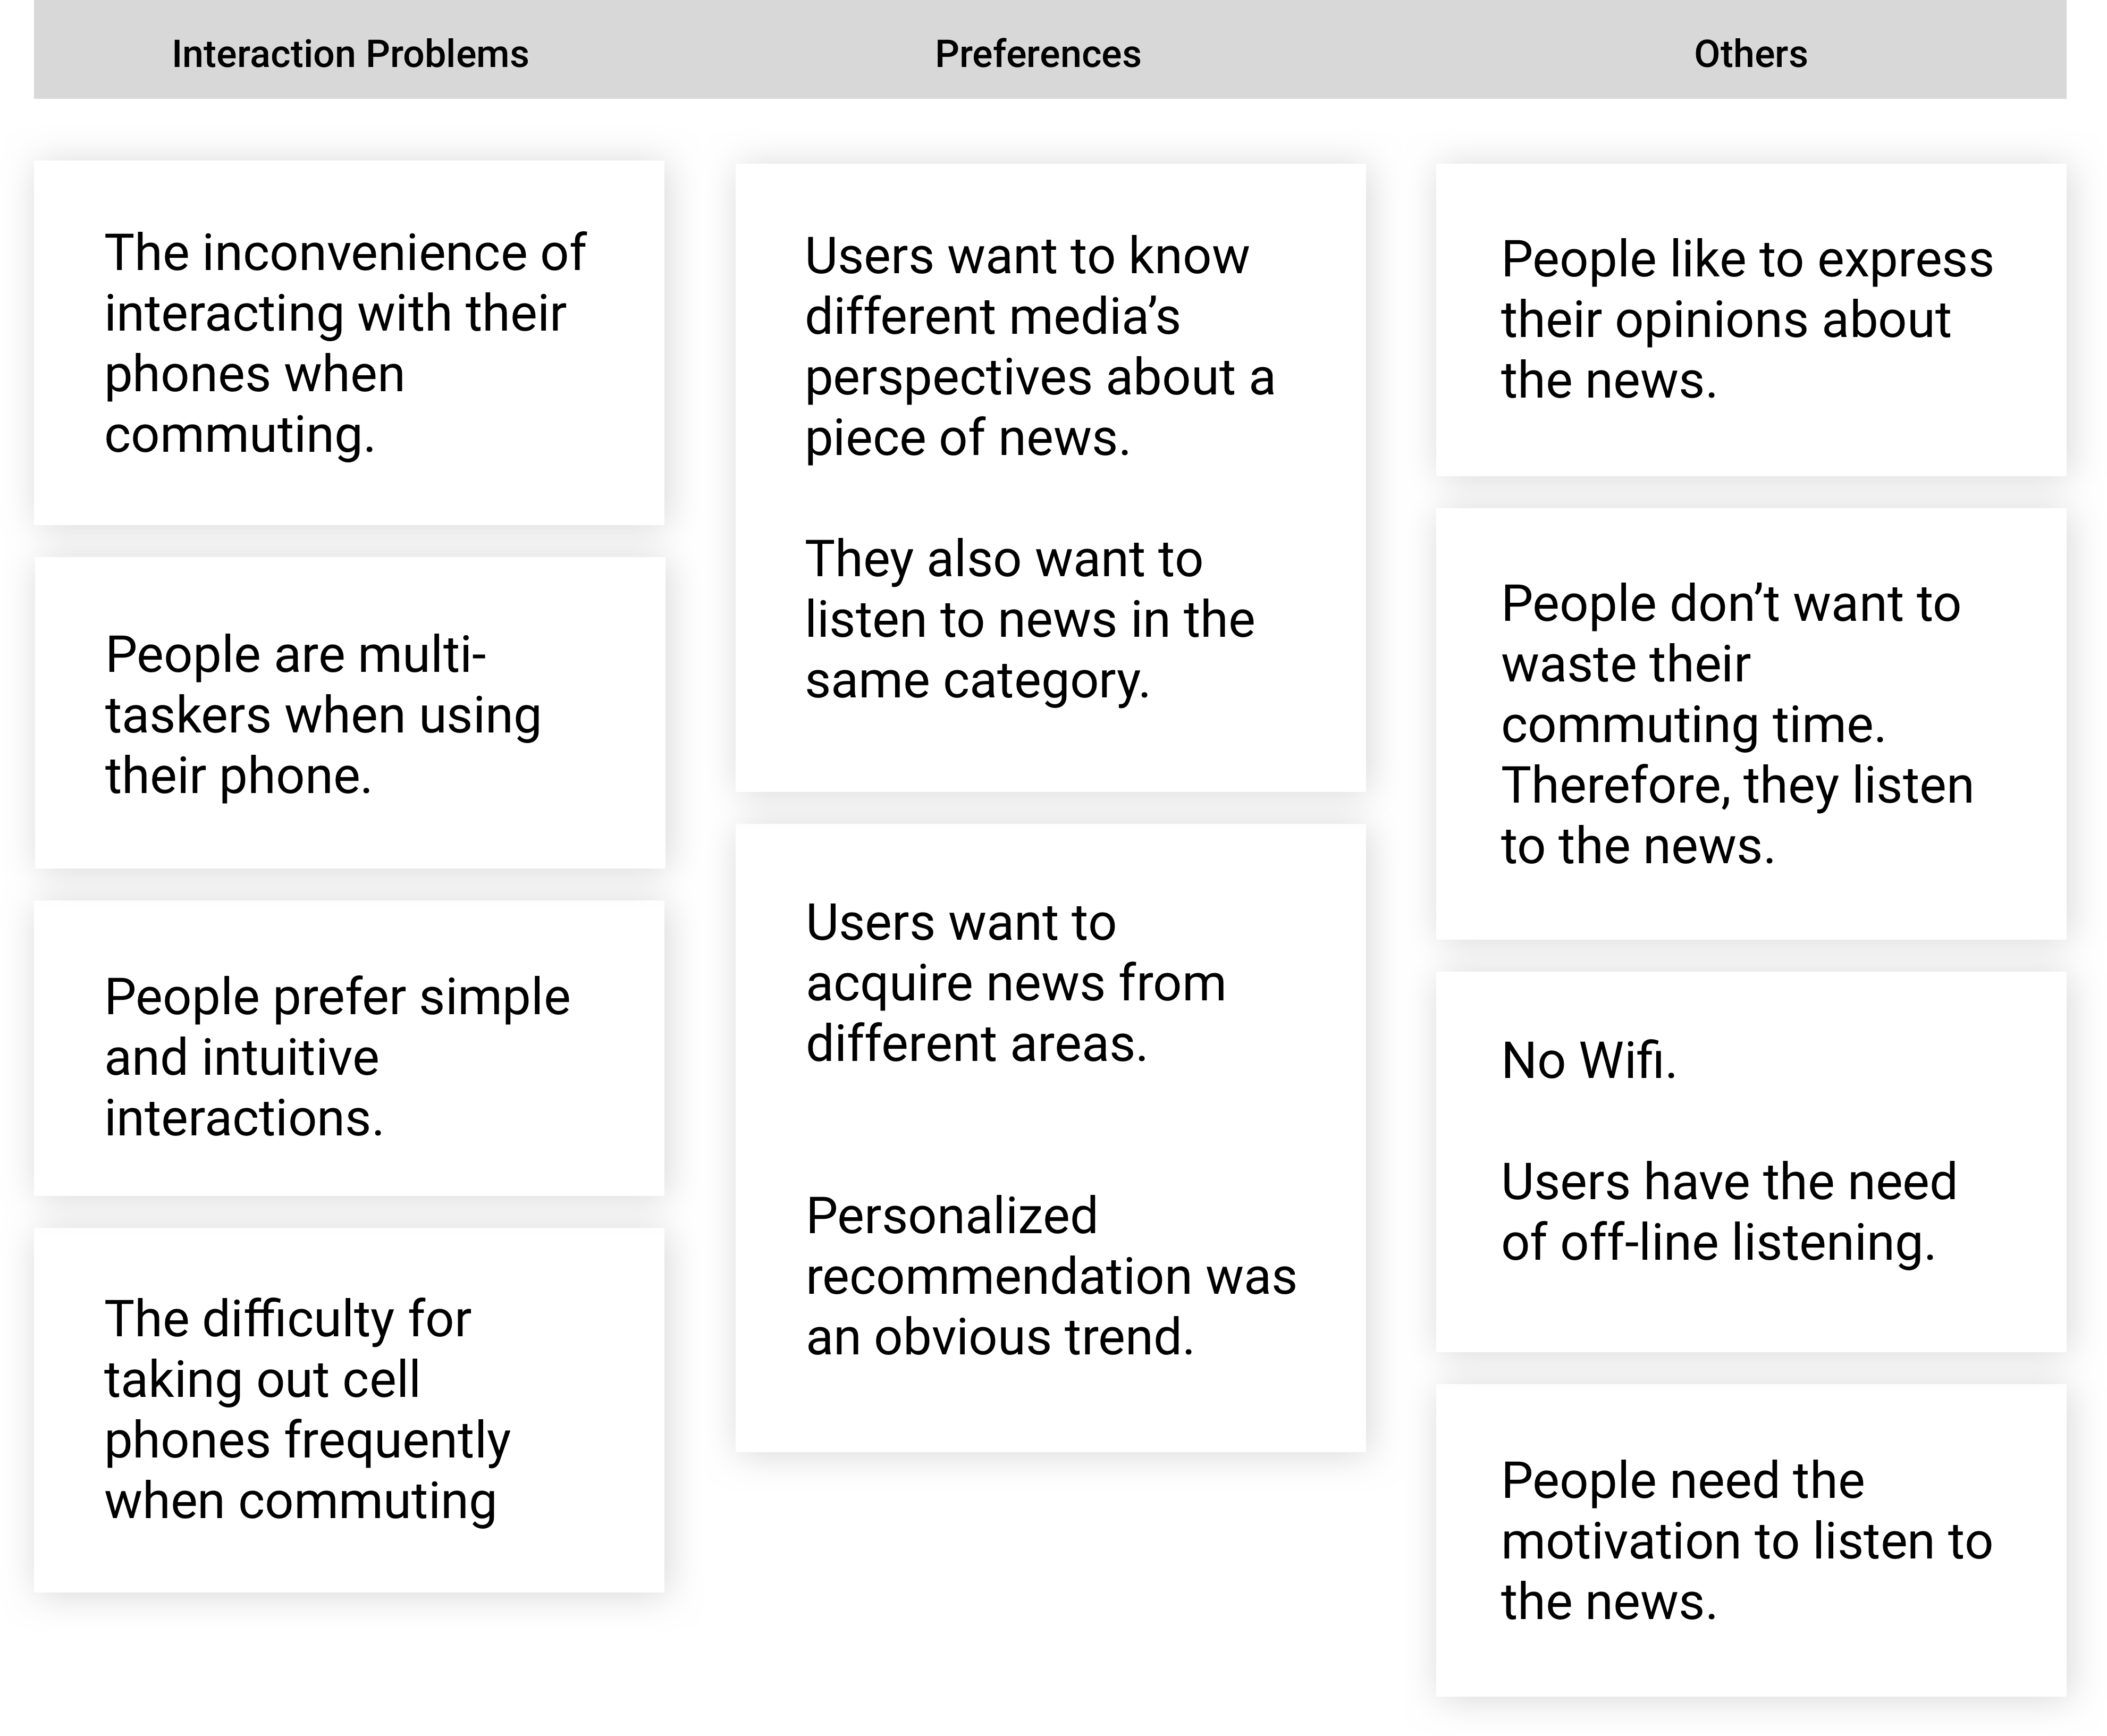 Interaction Problems
Preferences
Others
The inconvenience of
interacting with their
phones when
commuting.
People are multi-
taskers when using
their phone.
People prefer simple
and intuitive
interactions.
The difficulty for
taking out cell
phones frequently
when commuting
Users want to know
different media’s
perspectives about a
piece of news.
They also want to
listen to news in the
same category.
Users want to
acquire news from
different areas.
Personalized
recommendation was
an obvious trend.
People like to express
their opinions about
the news.
People don’t want to
waste their
commuting time.
Therefore, they listen
to the news.
No Wifi.
Users have the need
of off-line listening.
People need the
motivation to listen to
the news.